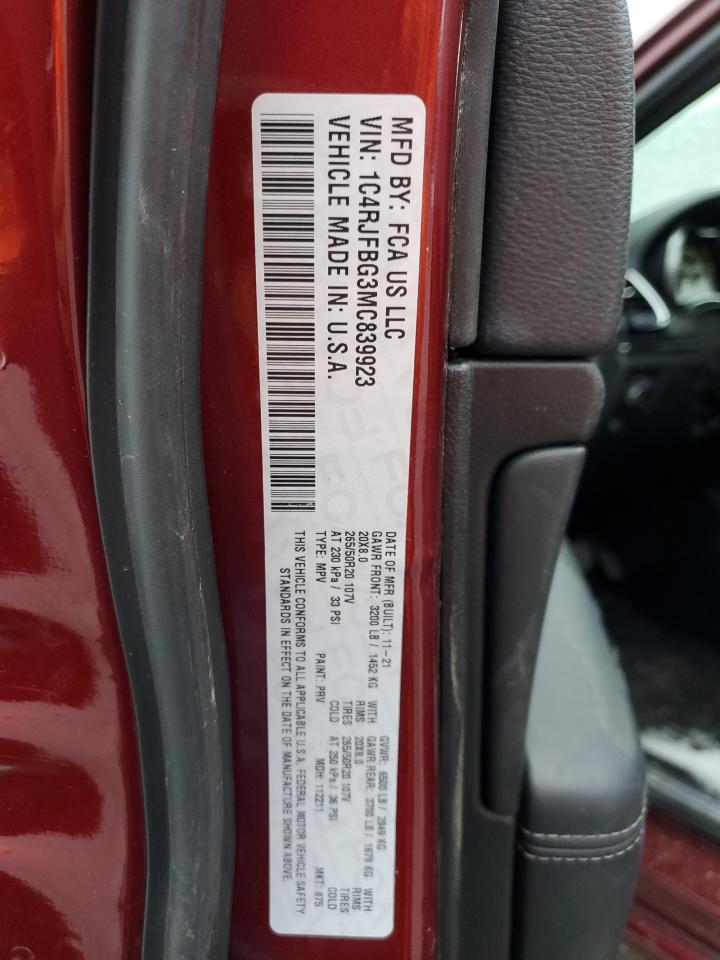 MFD BY: FCA US LLC
VIN: 1C4RJFBG3MC839923
VEHICLE MADE IN: U.S.A.
DATE OF MFR (BUILT): 11-21 GVWR: 6500 LB / 2949 KG
GAWR FRONT: 3200 LB / 1452 KG WITH GAWR REAR: 3700 LB / 1679 KG WITH
20X8.0 RIMS 20X8.0 RIMS
265/50R20 107V TIRES 265/50R20 107V TIRES
AT 230 kPa / 33 PSI COLD AT 250 kPa / 36 PSI COLD
TYPE: MPV PAINT: PRV MDH: 112211 MKT: 875
THIS VEHICLE CONFORMS TO ALL APPLICABLE U.S.A. FEDERAL MOTOR VEHICLE SAFETY
STANDARDS IN EFFECT ON THE DATE OF MANUFACTURE SHOWN ABOVE.